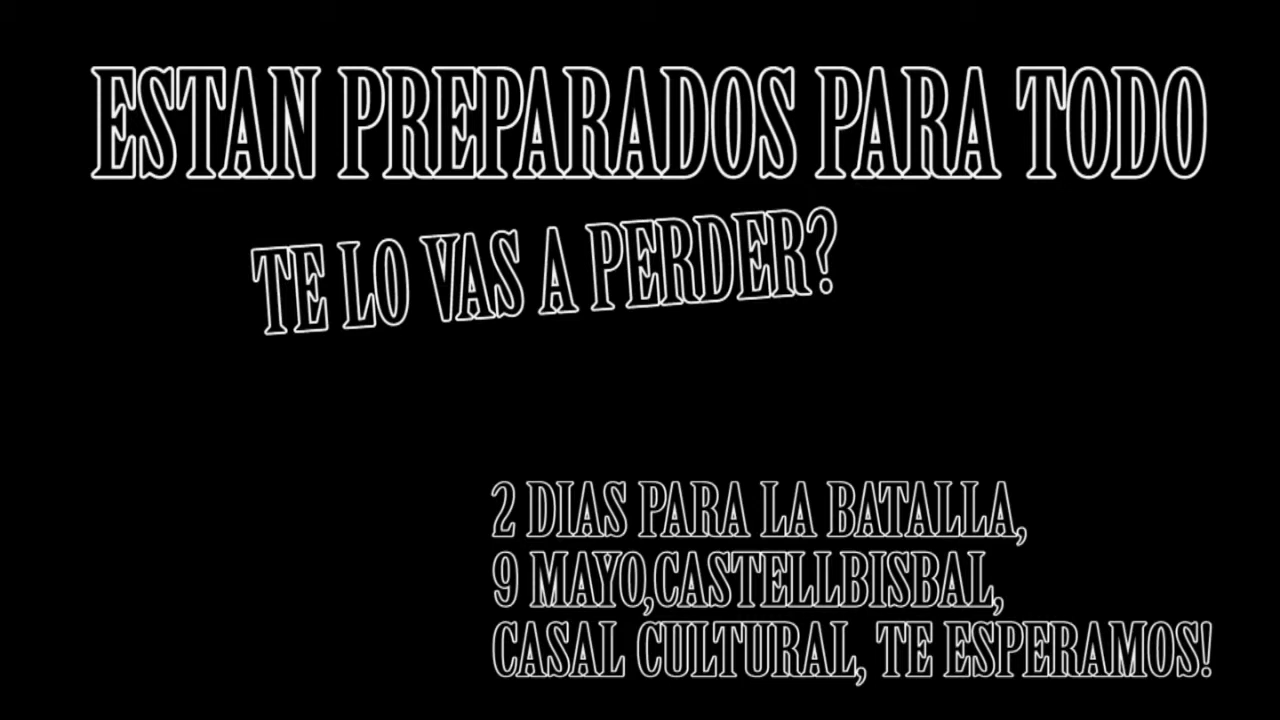 ESTAN PREPARADOS PARA TODO
TE LO VAS A PERDER?
2 DIAS PARA LA BATALLA,
9 MAYO,CASTELLBISBAL,
CASAL CULTURAL, TE ESPERAMOS!